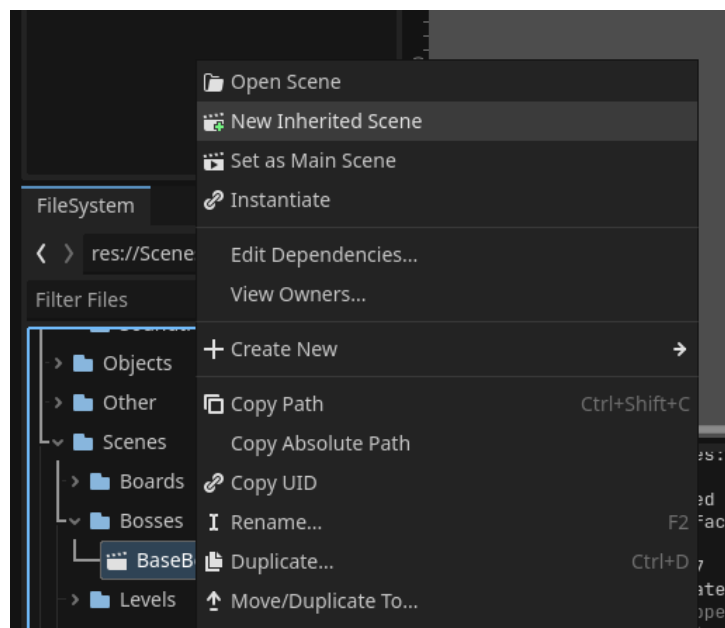 Open Scene
New Inherited Scene
Set as Main Scene
Instantiate
FileSystem
res://Scene
Edit Dependencies...
View Owners...
Filter Files
Create New
Objects
Other
Copy Path Ctrl+Shift+C
Scenes
Copy Absolute Path
Boards
Copy UID
Bosses
Rename... F2
BaseB
Duplicate... Ctrl+D
Levels
Move/Duplicate To...